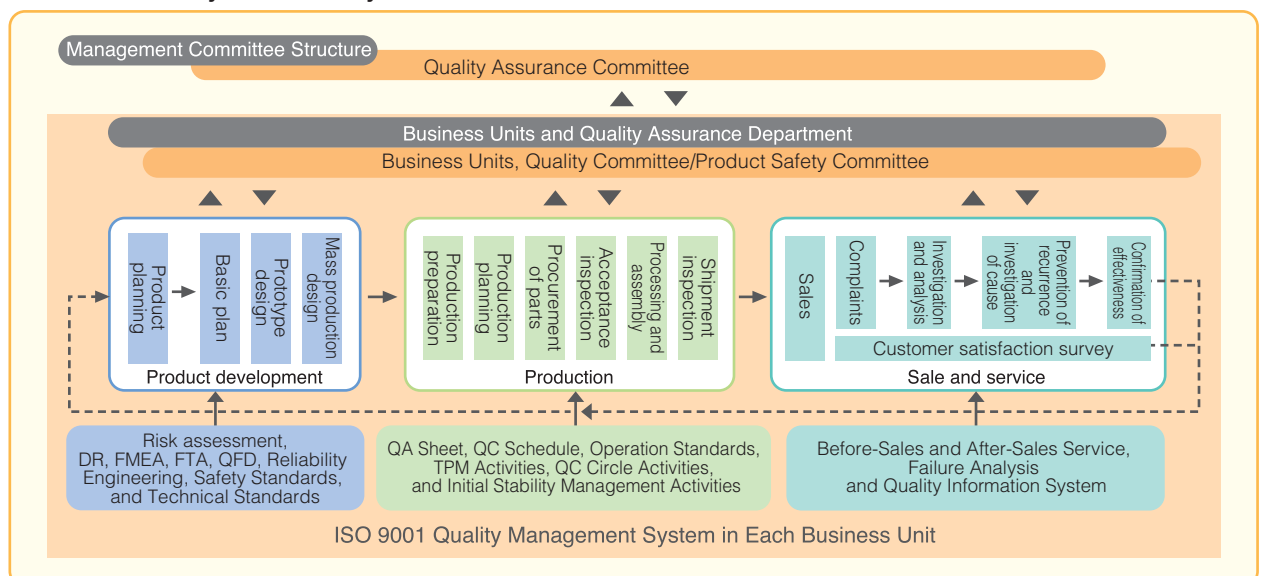 Management Committee Structure
Quality Assurance Committee
Business Units and Quality Assurance Department
Business Units, Quality Committee/Product Safety Committee
Product
planning
Basic plan
Prototype
design
Mass production
design
Product development
Production
preparation
Production
planning
Procurement
of parts
Acceptance
inspection
Processing and
assembly
Shipment
inspection
Production
Sales
Complaints
Investigation
and analysis
Prevention of
recurrence
and
investigation
of cause
Confirmation of
effectiveness
Customer satisfaction survey
Sale and service
Risk assessment,
DR, FMEA, FTA, QFD, Reliability
Engineering, Safety Standards,
and Technical Standards
QA Sheet, QC Schedule, Operation Standards,
TPM Activities, QC Circle Activities,
and Initial Stability Management Activities
Before-Sales and After-Sales Service,
Failure Analysis
and Quality Information System
ISO 9001 Quality Management System in Each Business Unit